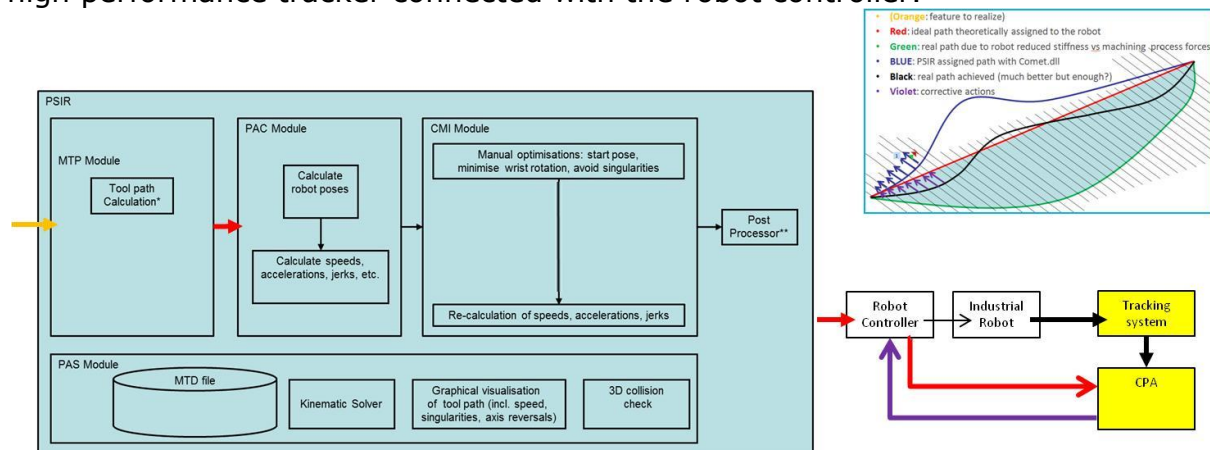 high performance tracker connected with the robot controller.
(Orange: feature to realize)
Red: ideal path theoretically assigned to the robot
Green: real path due to robot reduced stiffness vs machining process forces
BLUE: PSIR assigned path with Comet.dll
Black: real path achieved (much better but enough?)
Violet: corrective actions
PSIR
MTP Module
Tool path
Calculation*
PAC Module
Calculate
robot poses
Calculate speeds,
accelerations, jerks, etc.
CMI Module
Manual optimisations: start pose,
minimise wrist rotation, avoid singularities
Re-calculation of speeds, accelerations, jerks
Post
Processor**
PAS Module
MTD file
Kinematic Solver
Graphical visualisation
of tool path (incl. speed,
singularities, axis reversals)
3D collision
check
Robot
Controller
Industrial
Robot
Tracking
system
CPA